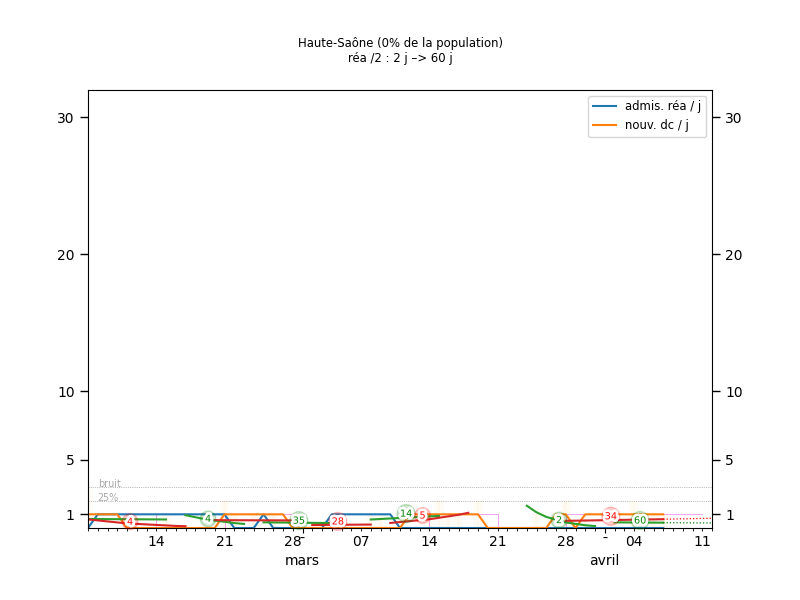 Haute-Saône (0% de la population)
réa /2 : 2 j –> 60 j
admis. réa / j
nouv. dc / j
30 30
20 20
10 10
5 5
bruit
25%
1 1
4 4 35 28 14 5 2 34 60
14 21 28 07 14 21 28 04 11
mars avril